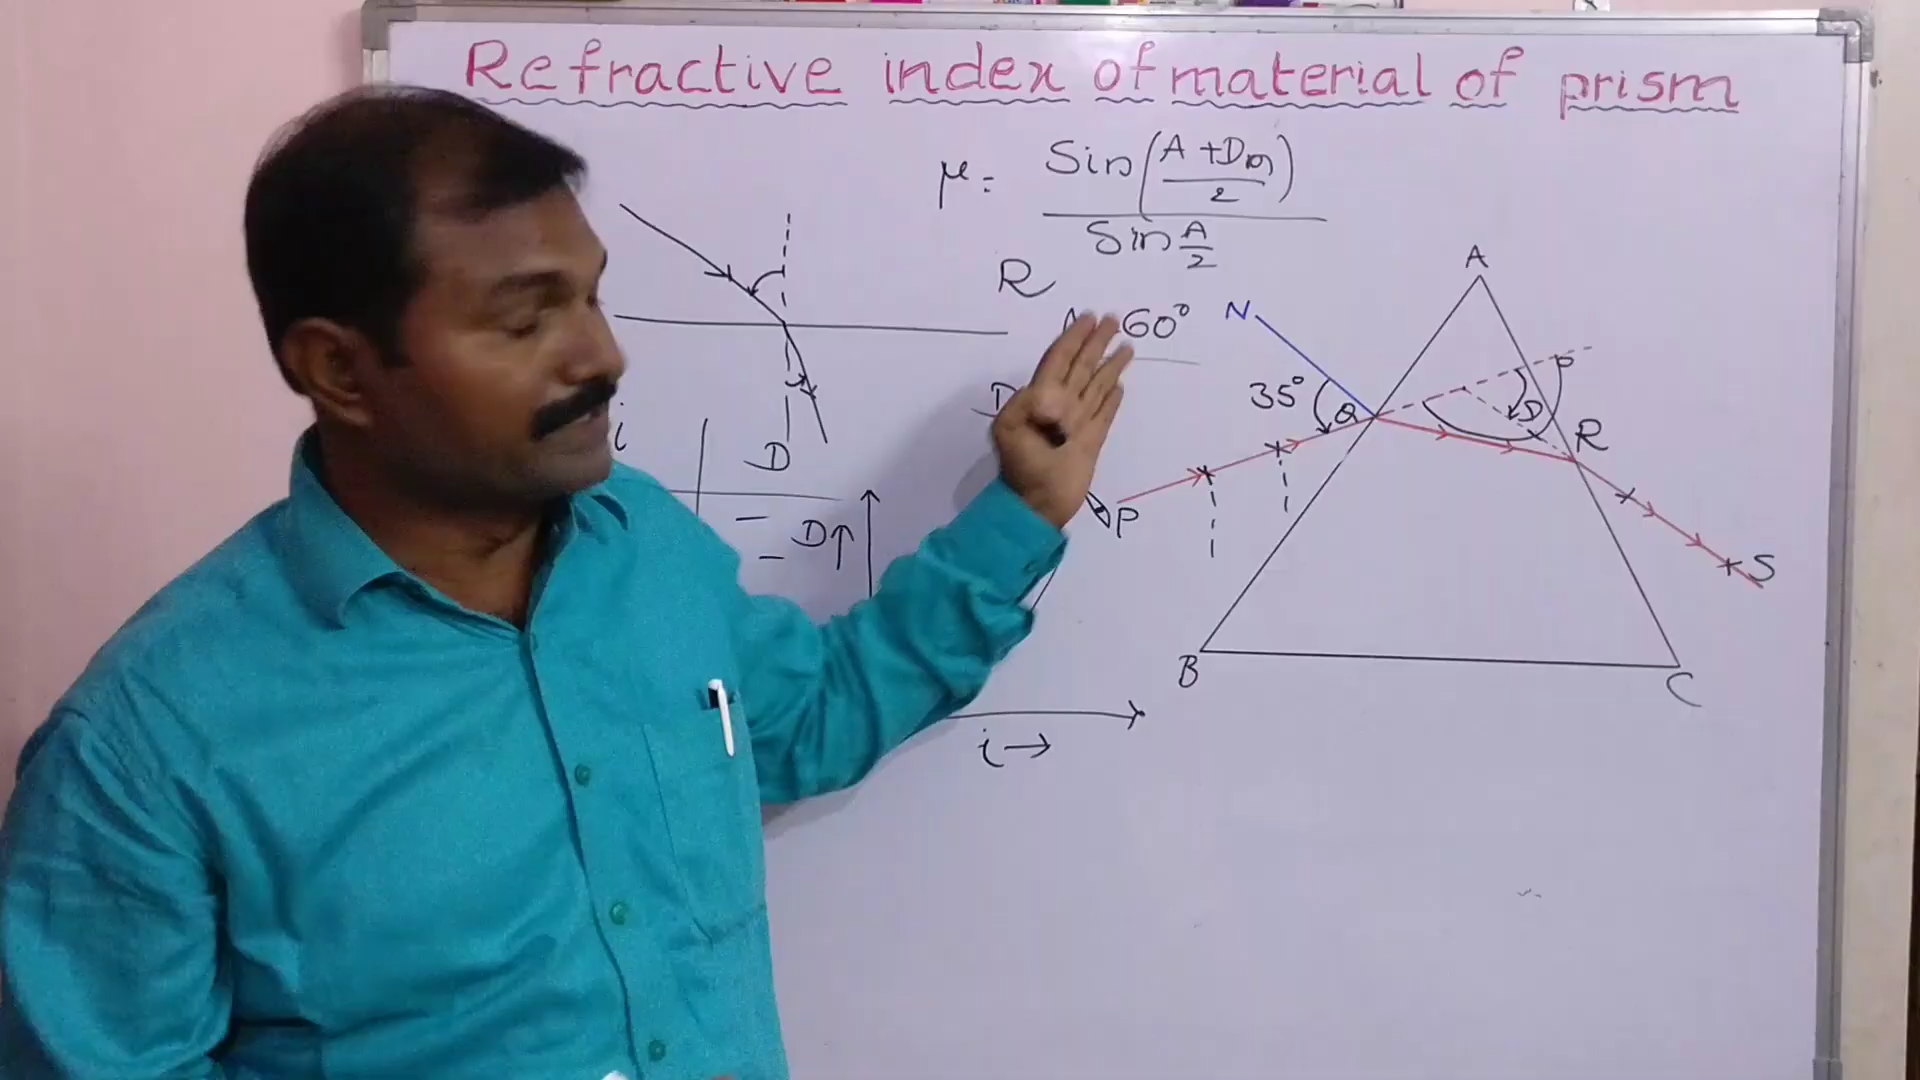 Refractive index of material of prism
μ = Sin(A + Dm / 2)
Sin A/2
R
60°
D
i
D
D↑
i →
A
N
35°
Q
D
R
P
S
B
C